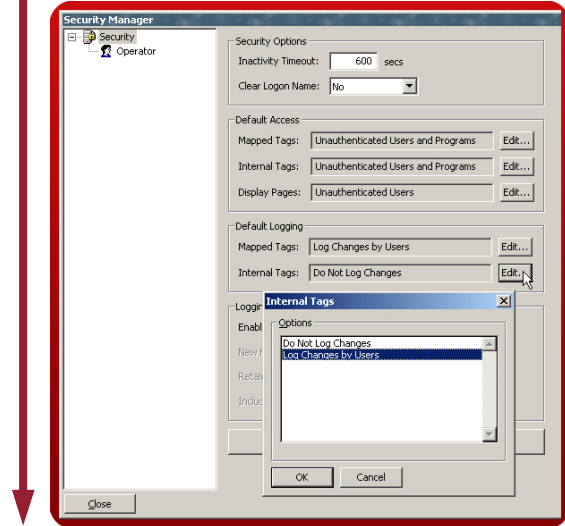 Security Manager
Security
Operator
Security Options
Inactivity Timeout: 600 secs
Clear Logon Name: No
Default Access
Mapped Tags: Unauthenticated Users and Programs Edit...
Internal Tags: Unauthenticated Users and Programs Edit...
Display Pages: Unauthenticated Users Edit...
Default Logging
Mapped Tags: Log Changes by Users Edit...
Internal Tags: Do Not Log Changes Edit...
Internal Tags
Options
Do Not Log Changes
Log Changes by Users
OK Cancel
Close